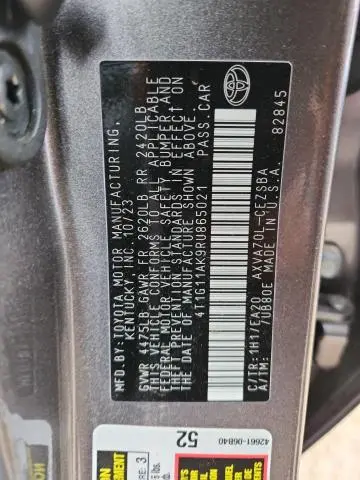 MFD.BY:TOYOTA MOTOR MANUFACTURING,
KENTUCKY, INC. 10/23
GVWR 4475LB GAWR FR 2620LB RR 2420LB
THIS VEHICLE CONFORMS TO ALL APPLICABLE
FEDERAL MOTOR VEHICLE SAFETY, BUMPER, AND
THEFT PREVENTION STANDARDS IN EFFECT ON
THE DATE OF MANUFACTURE SHOWN ABOVE.
4T1G11AK9RU865021 PASS.CAR
C/TR:1H1/EA20 AXVA70L-CEZSBA
A/TM: /U880E MADE IN U.S.A.
82845
42661-06B40
52